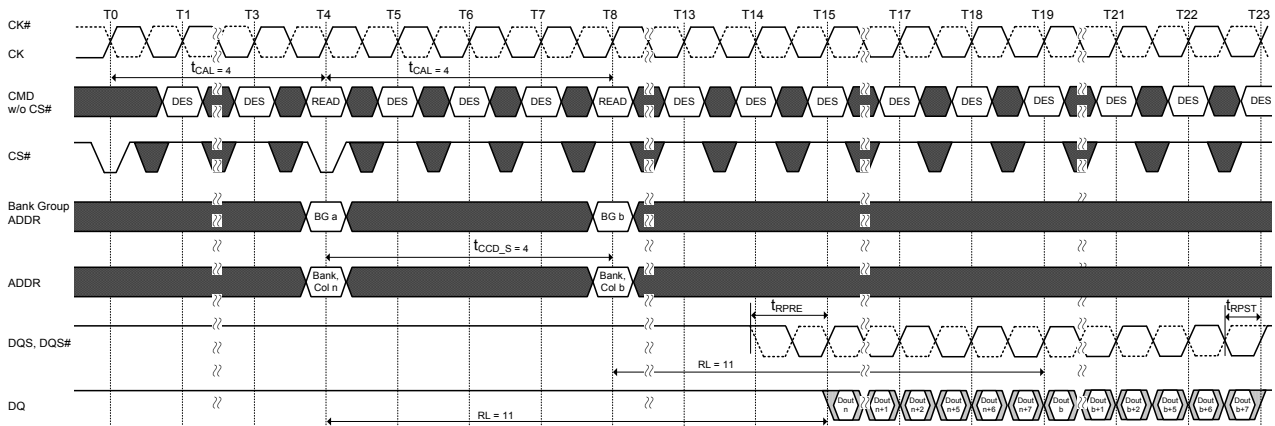 T0 T1 T3 T4 T5 T6 T7 T8 T13 T14 T15 T17 T18 T19 T21 T22 T23
CK#
CK
tCAL = 4 tCAL = 4
CMD w/o CS# DES DES READ DES DES DES READ DES DES DES DES DES DES DES DES DES
CS#
Bank Group ADDR BG a BG b
tCCD_S = 4
ADDR Bank, Col n Bank, Col b
tRPRE tRPST
DQS, DQS#
RL = 11
DQ Dout n Dout n+1 Dout n+2 Dout n+5 Dout n+6 Dout n+7 Dout b Dout b+1 Dout b+2 Dout b+5 Dout b+6 Dout b+7
RL = 11